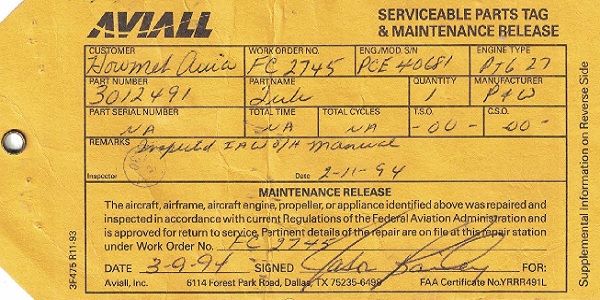 AVIALL
SERVICEABLE PARTS TAG
& MAINTENANCE RELEASE
CUSTOMER WORK ORDER NO. ENG/MOD. S/N ENGINE TYPE
Howmet Avia FC 2745 PCE 40681 PT6 27
PART NUMBER PART NAME QUANTITY MANUFACTURER
3012491 1 P&W
PART SERIAL NUMBER TOTAL TIME TOTAL CYCLES T.S.O. C.S.O.
NA NA NA -00- -00-
REMARKS Inspected IAW O/H Manual
Inspector Date 2-11-94
MAINTENANCE RELEASE
The aircraft, airframe, aircraft engine, propeller, or appliance identified above was repaired and
inspected in accordance with current Regulations of the Federal Aviation Administration and
is approved for return to service. Pertinent details of the repair are on file at this repair station
under Work Order No. FC 2745
DATE 3-9-94 SIGNED FOR:
Aviall, Inc. 6114 Forest Park Road, Dallas, TX 75235-6498 FAA Certificate No. YRRR491L
3F475 R11-93
Supplemental Information on Reverse Side